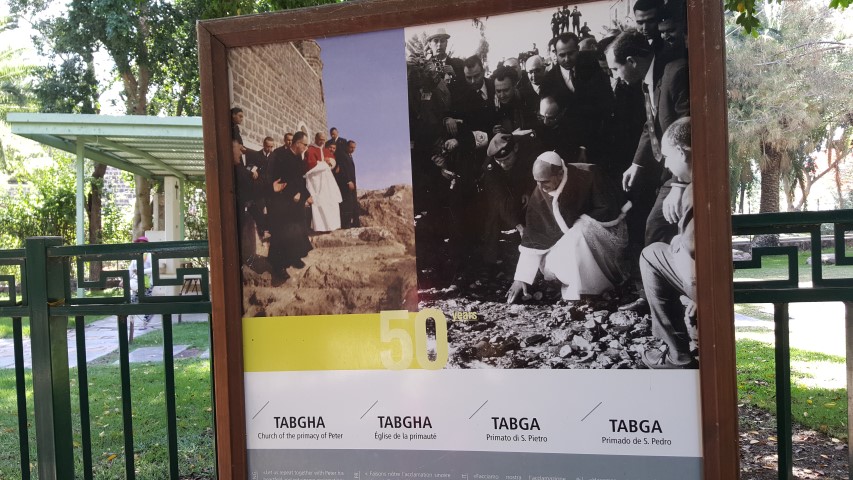 50 years
TABGHA
Church of the primacy of Peter
TABGHA
Église de la primauté
TABGA
Primato di S. Pietro
TABGA
Primado de S. Pedro